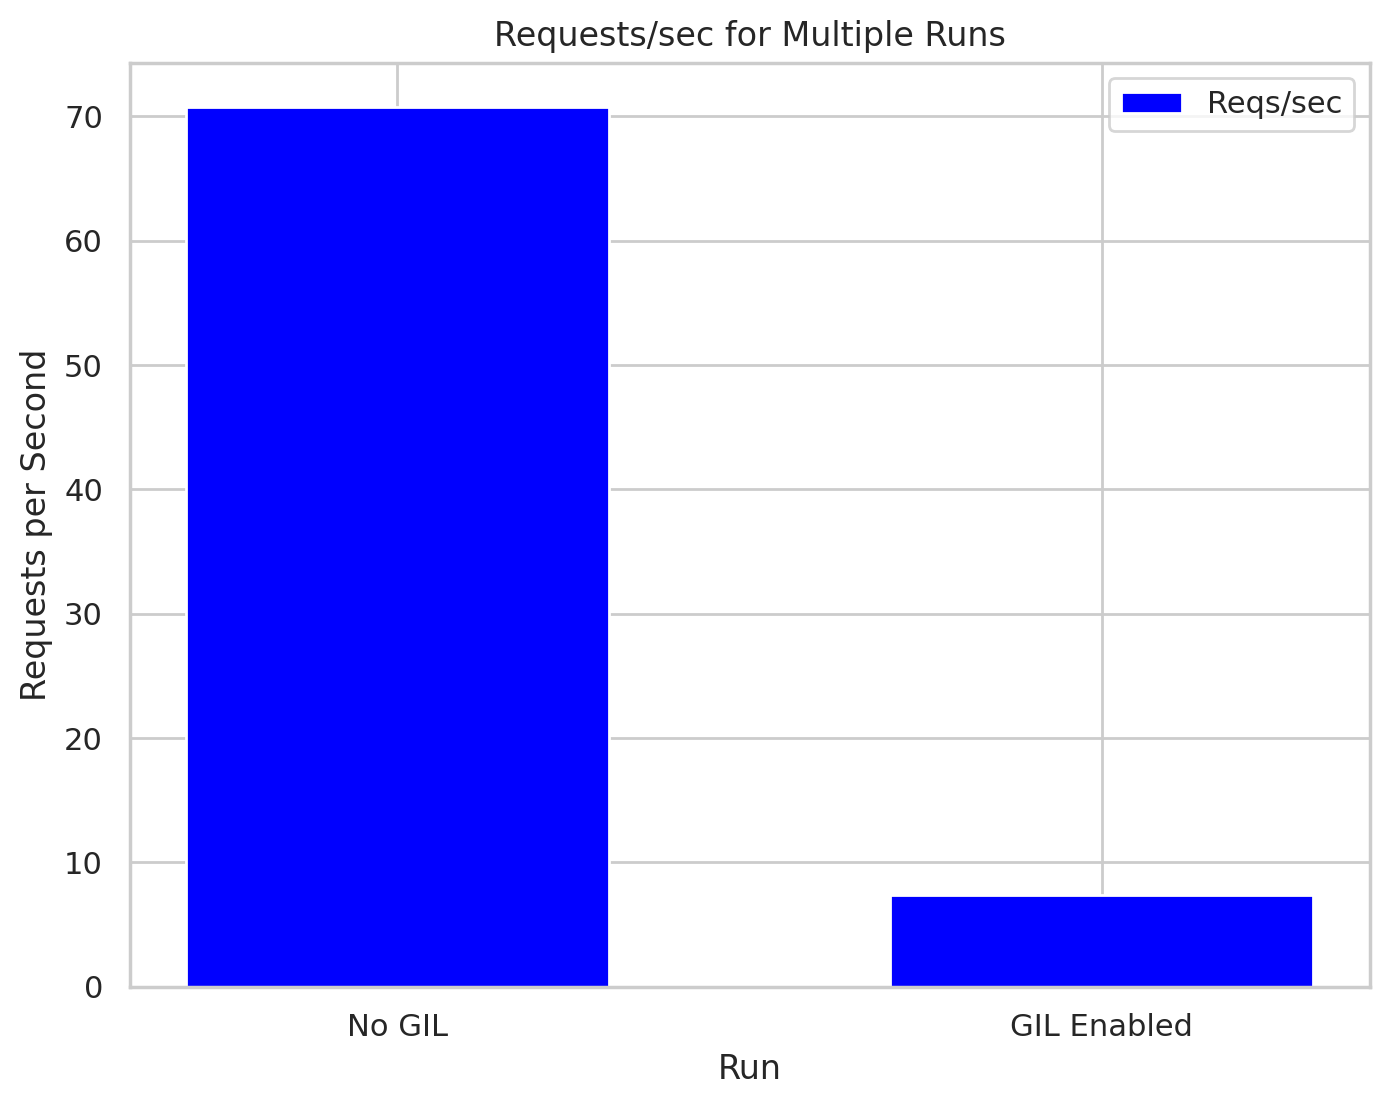 Requests/sec for Multiple Runs
Reqs/sec
Requests per Second
70
60
50
40
30
20
10
0
No GIL
GIL Enabled
Run